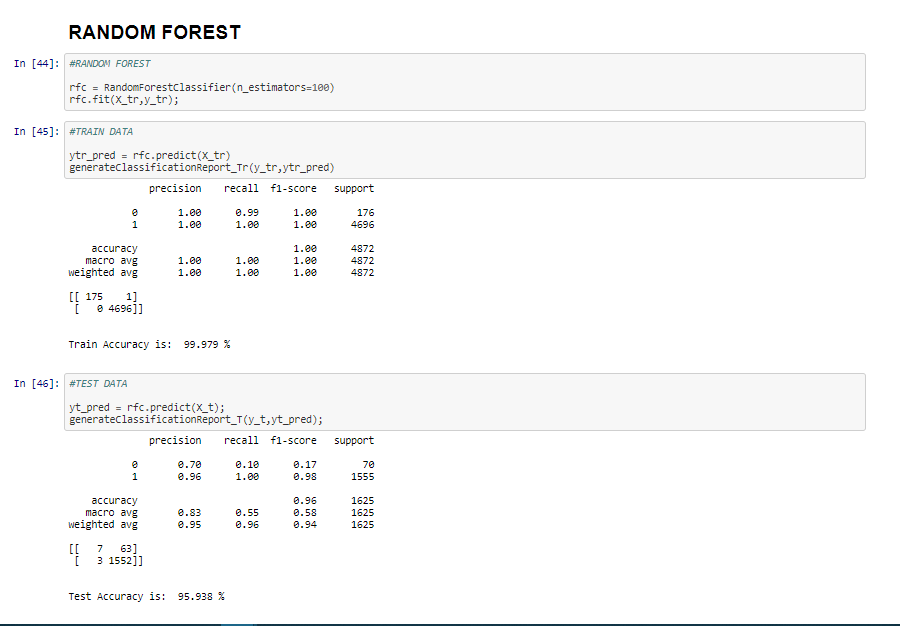 RANDOM FOREST
In [44]: #RANDOM FOREST
rfc = RandomForestClassifier(n_estimators=100)
rfc.fit(X_tr,y_tr);
In [45]: #TRAIN DATA
ytr_pred = rfc.predict(X_tr)
generateClassificationReport_Tr(y_tr,ytr_pred)
precision recall f1-score support
0 1.00 0.99 1.00 176
1 1.00 1.00 1.00 4696
accuracy 1.00 4872
macro avg 1.00 1.00 1.00 4872
weighted avg 1.00 1.00 1.00 4872
[[ 175 1]
[ 0 4696]]
Train Accuracy is: 99.979 %
In [46]: #TEST DATA
yt_pred = rfc.predict(X_t);
generateClassificationReport_T(y_t,yt_pred);
precision recall f1-score support
0 0.70 0.10 0.17 70
1 0.96 1.00 0.98 1555
accuracy 0.96 1625
macro avg 0.83 0.55 0.58 1625
weighted avg 0.95 0.96 0.94 1625
[[ 7 63]
[ 3 1552]]
Test Accuracy is: 95.938 %